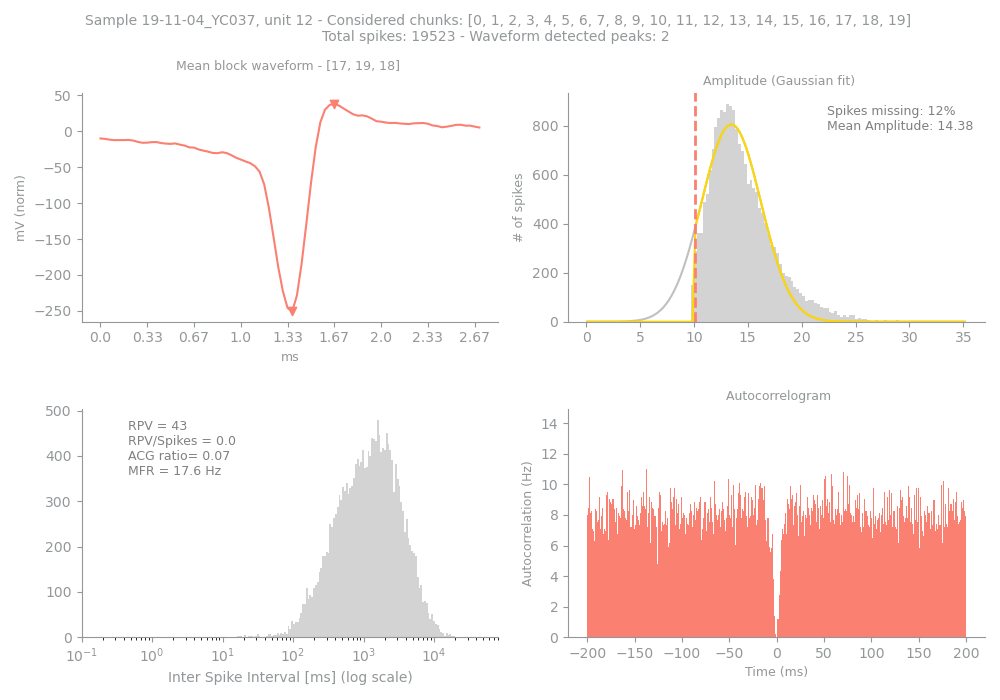 Sample 19-11-04_YC037, unit 12 - Considered chunks: [0, 1, 2, 3, 4, 5, 6, 7, 8, 9, 10, 11, 12, 13, 14, 15, 16, 17, 18, 19]
Total spikes: 19523 - Waveform detected peaks: 2
Mean block waveform - [17, 19, 18]
50
0
−50
−100
−150
−200
−250
mV (norm)
0.0 0.33 0.67 1.0 1.33 1.67 2.0 2.33 2.67
ms
Amplitude (Gaussian fit)
Spikes missing: 12%
Mean Amplitude: 14.38
800
600
400
200
0
# of spikes
0 5 10 15 20 25 30 35
RPV = 43
RPV/Spikes = 0.0
ACG ratio= 0.07
MFR = 17.6 Hz
500
400
300
200
100
0
10⁻¹ 10⁰ 10¹ 10² 10³ 10⁴
Inter Spike Interval [ms] (log scale)
Autocorrelogram
14
12
10
8
6
4
2
0
Autocorrelation (Hz)
−200 −150 −100 −50 0 50 100 150 200
Time (ms)